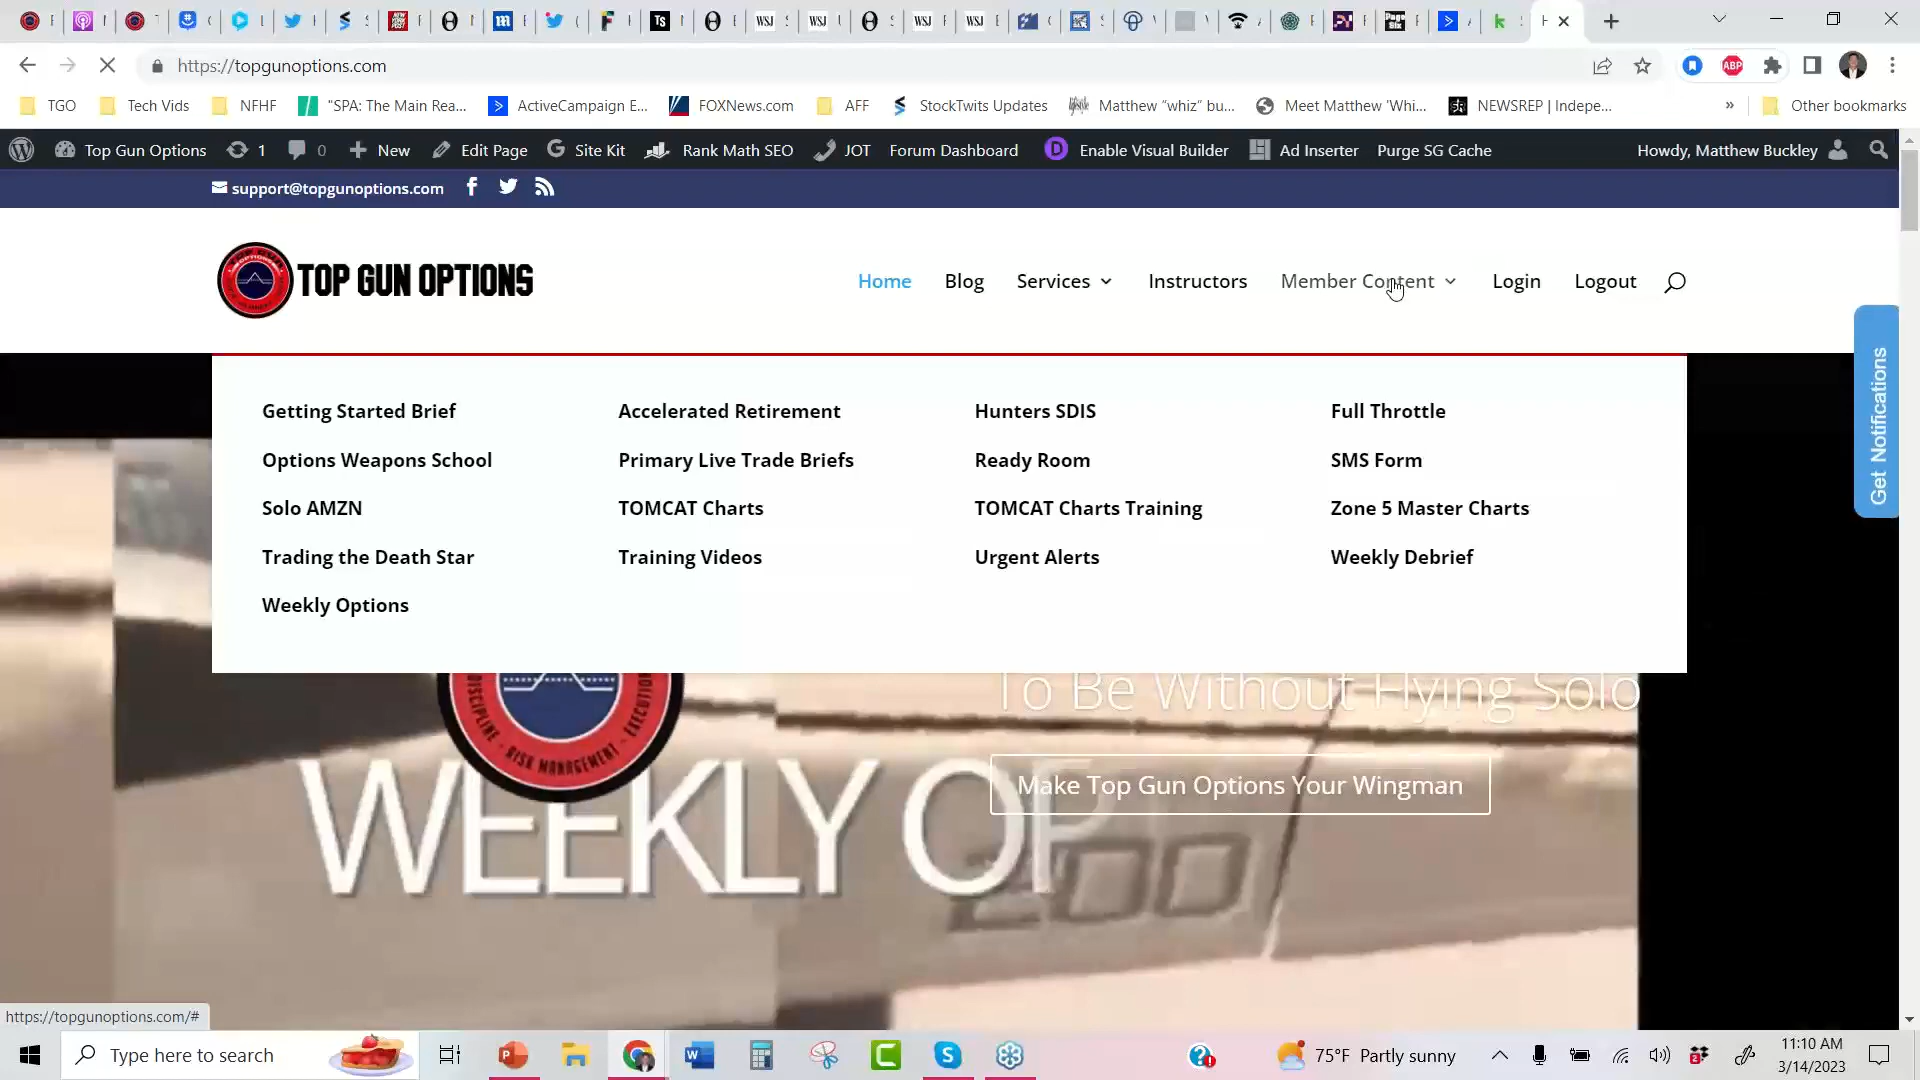 https://topgunoptions.com
TGO
Tech Vids
NFHF
"SPA: The Main Rea...
ActiveCampaign E...
FOXNews.com
AFF
StockTwits Updates
Matthew "whiz" bu...
Meet Matthew 'Whi...
NEWSREP | Indepe...
»
Other bookmarks
Top Gun Options
1
0
New
Edit Page
Site Kit
Rank Math SEO
JOT
Forum Dashboard
Enable Visual Builder
Ad Inserter
Purge SG Cache
Howdy, Matthew Buckley
support@topgunoptions.com
TOP GUN OPTIONS
Home
Blog
Services
Instructors
Member Content
Login
Logout
Get Notifications
Getting Started Brief
Accelerated Retirement
Hunters SDIS
Full Throttle
Options Weapons School
Primary Live Trade Briefs
Ready Room
SMS Form
Solo AMZN
TOMCAT Charts
TOMCAT Charts Training
Zone 5 Master Charts
Trading the Death Star
Training Videos
Urgent Alerts
Weekly Debrief
Weekly Options
To Be Without Flying Solo
DISCIPLINE - RISK MANAGEMENT - EXECUTION
Make Top Gun Options Your Wingman
WEEKLY OP
200
https://topgunoptions.com/#
Type here to search
75°F Partly sunny
11:10 AM
3/14/2023